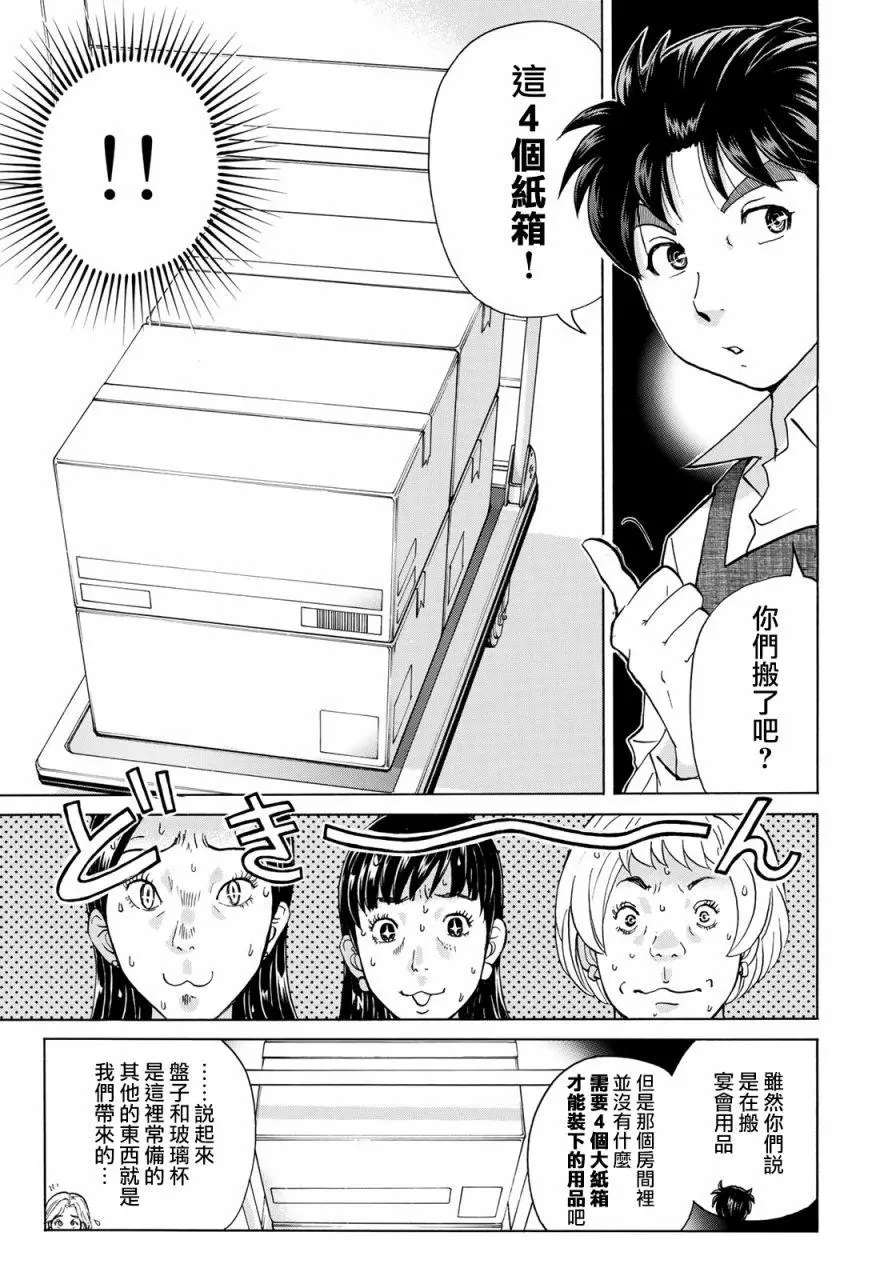 這4個紙箱！
！！
你們搬了吧？
どき〜〜ん
雖然你們說
是在搬
宴會用品
但是那個房間裡
並沒有什麼
需要4個大紙箱
才能裝下的用品吧
……說起來
盤子和玻璃杯
是這裡常備的
其他的東西就是
我們帶來的…